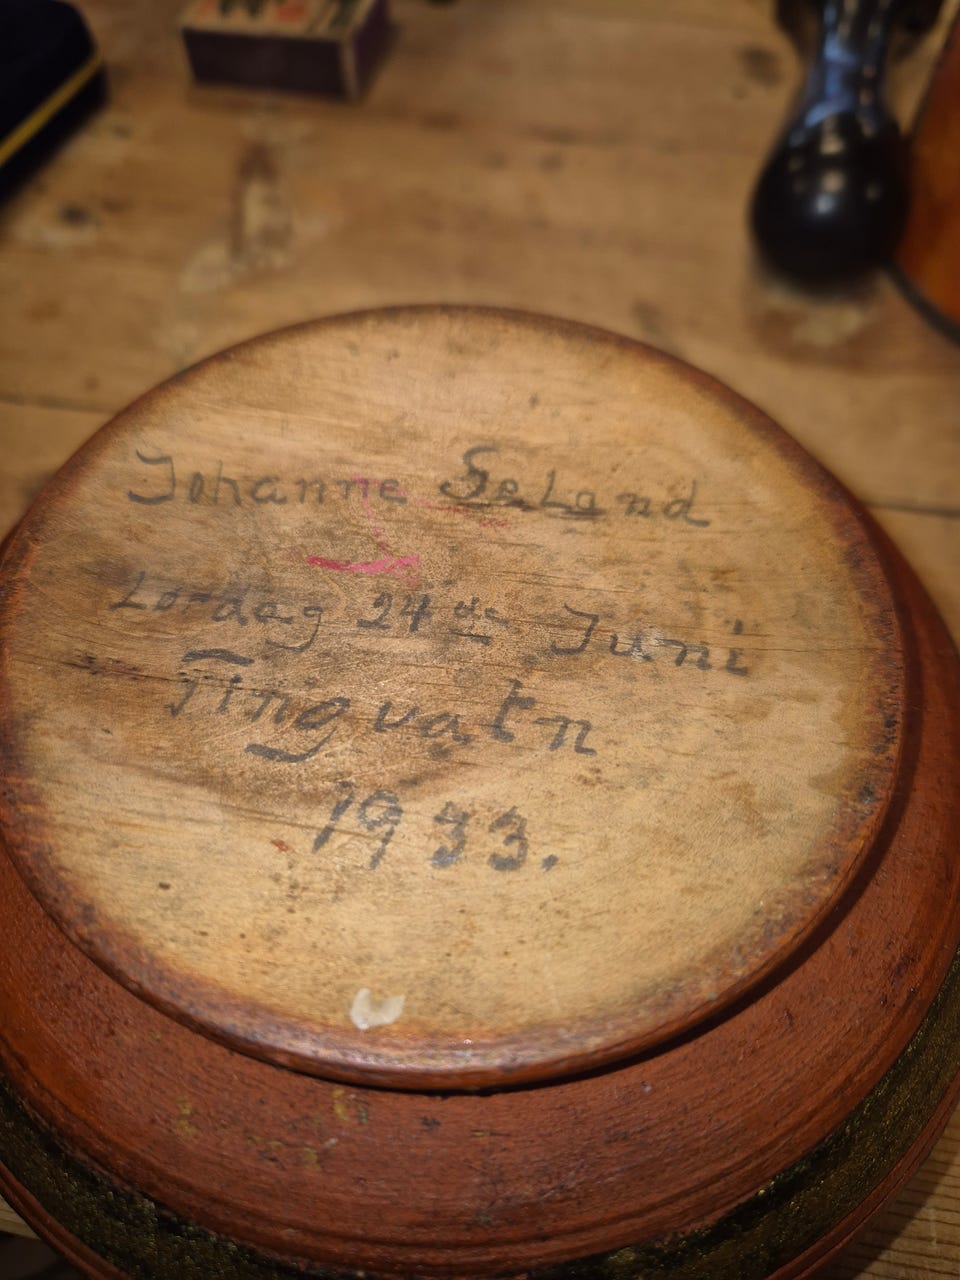 Johanne Seland
Lørdag 24de Juni
Tingvatn
1933.